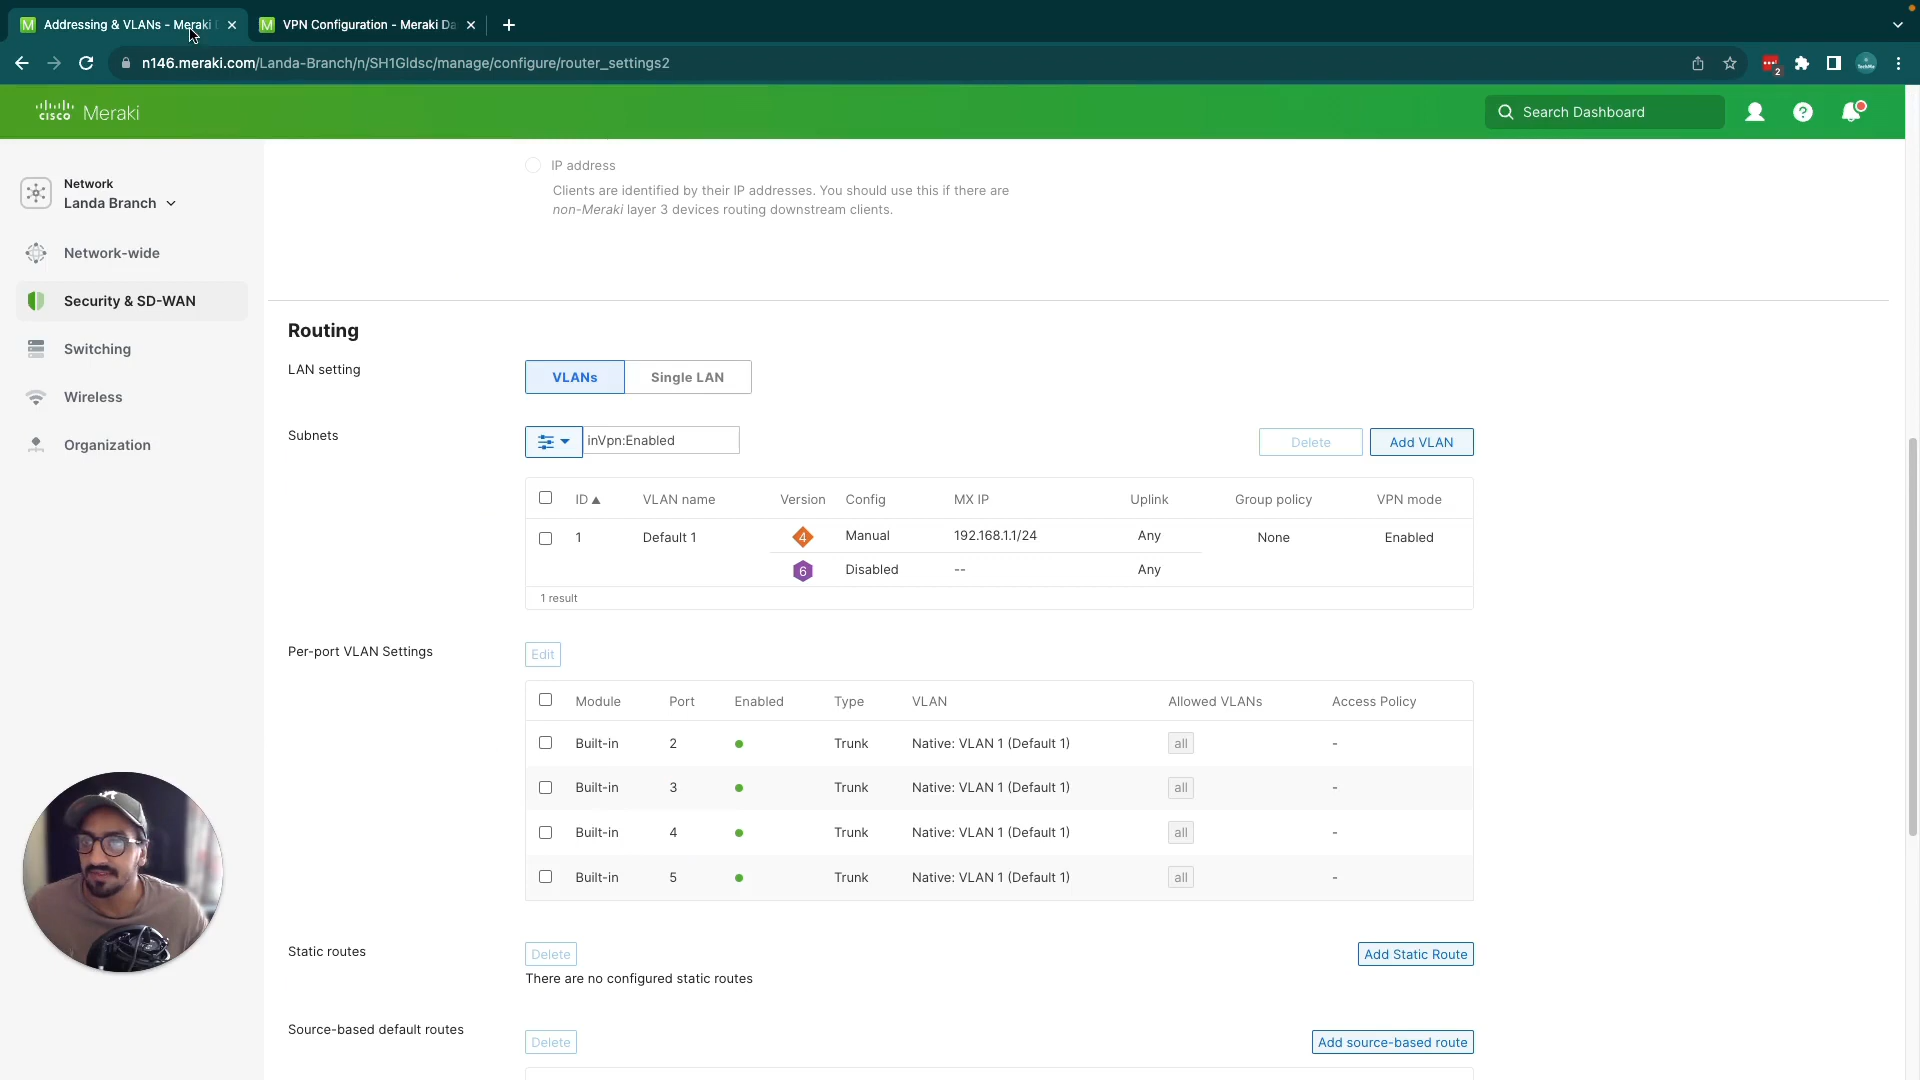 Addressing & VLANs - Meraki
VPN Configuration - Meraki Da
n146.meraki.com/Landa-Branch/n/SH1Gldsc/manage/configure/router_settings2
2
cisco Meraki
Search Dashboard
Network
Landa Branch
Network-wide
Security & SD-WAN
Switching
Wireless
Organization
IP address
Clients are identified by their IP addresses. You should use this if there are
non-Meraki layer 3 devices routing downstream clients.
Routing
LAN setting
VLANs Single LAN
Subnets
inVpn:Enabled
Delete Add VLAN
ID VLAN name Version Config MX IP Uplink Group policy VPN mode
1 Default 1 4 Manual 192.168.1.1/24 Any None Enabled
6 Disabled -- Any
1 result
Per-port VLAN Settings
Edit
Module Port Enabled Type VLAN Allowed VLANs Access Policy
Built-in 2 Trunk Native: VLAN 1 (Default 1) all -
Built-in 3 Trunk Native: VLAN 1 (Default 1) all -
Built-in 4 Trunk Native: VLAN 1 (Default 1) all -
Built-in 5 Trunk Native: VLAN 1 (Default 1) all -
Static routes
Delete Add Static Route
There are no configured static routes
Source-based default routes
Delete Add source-based route